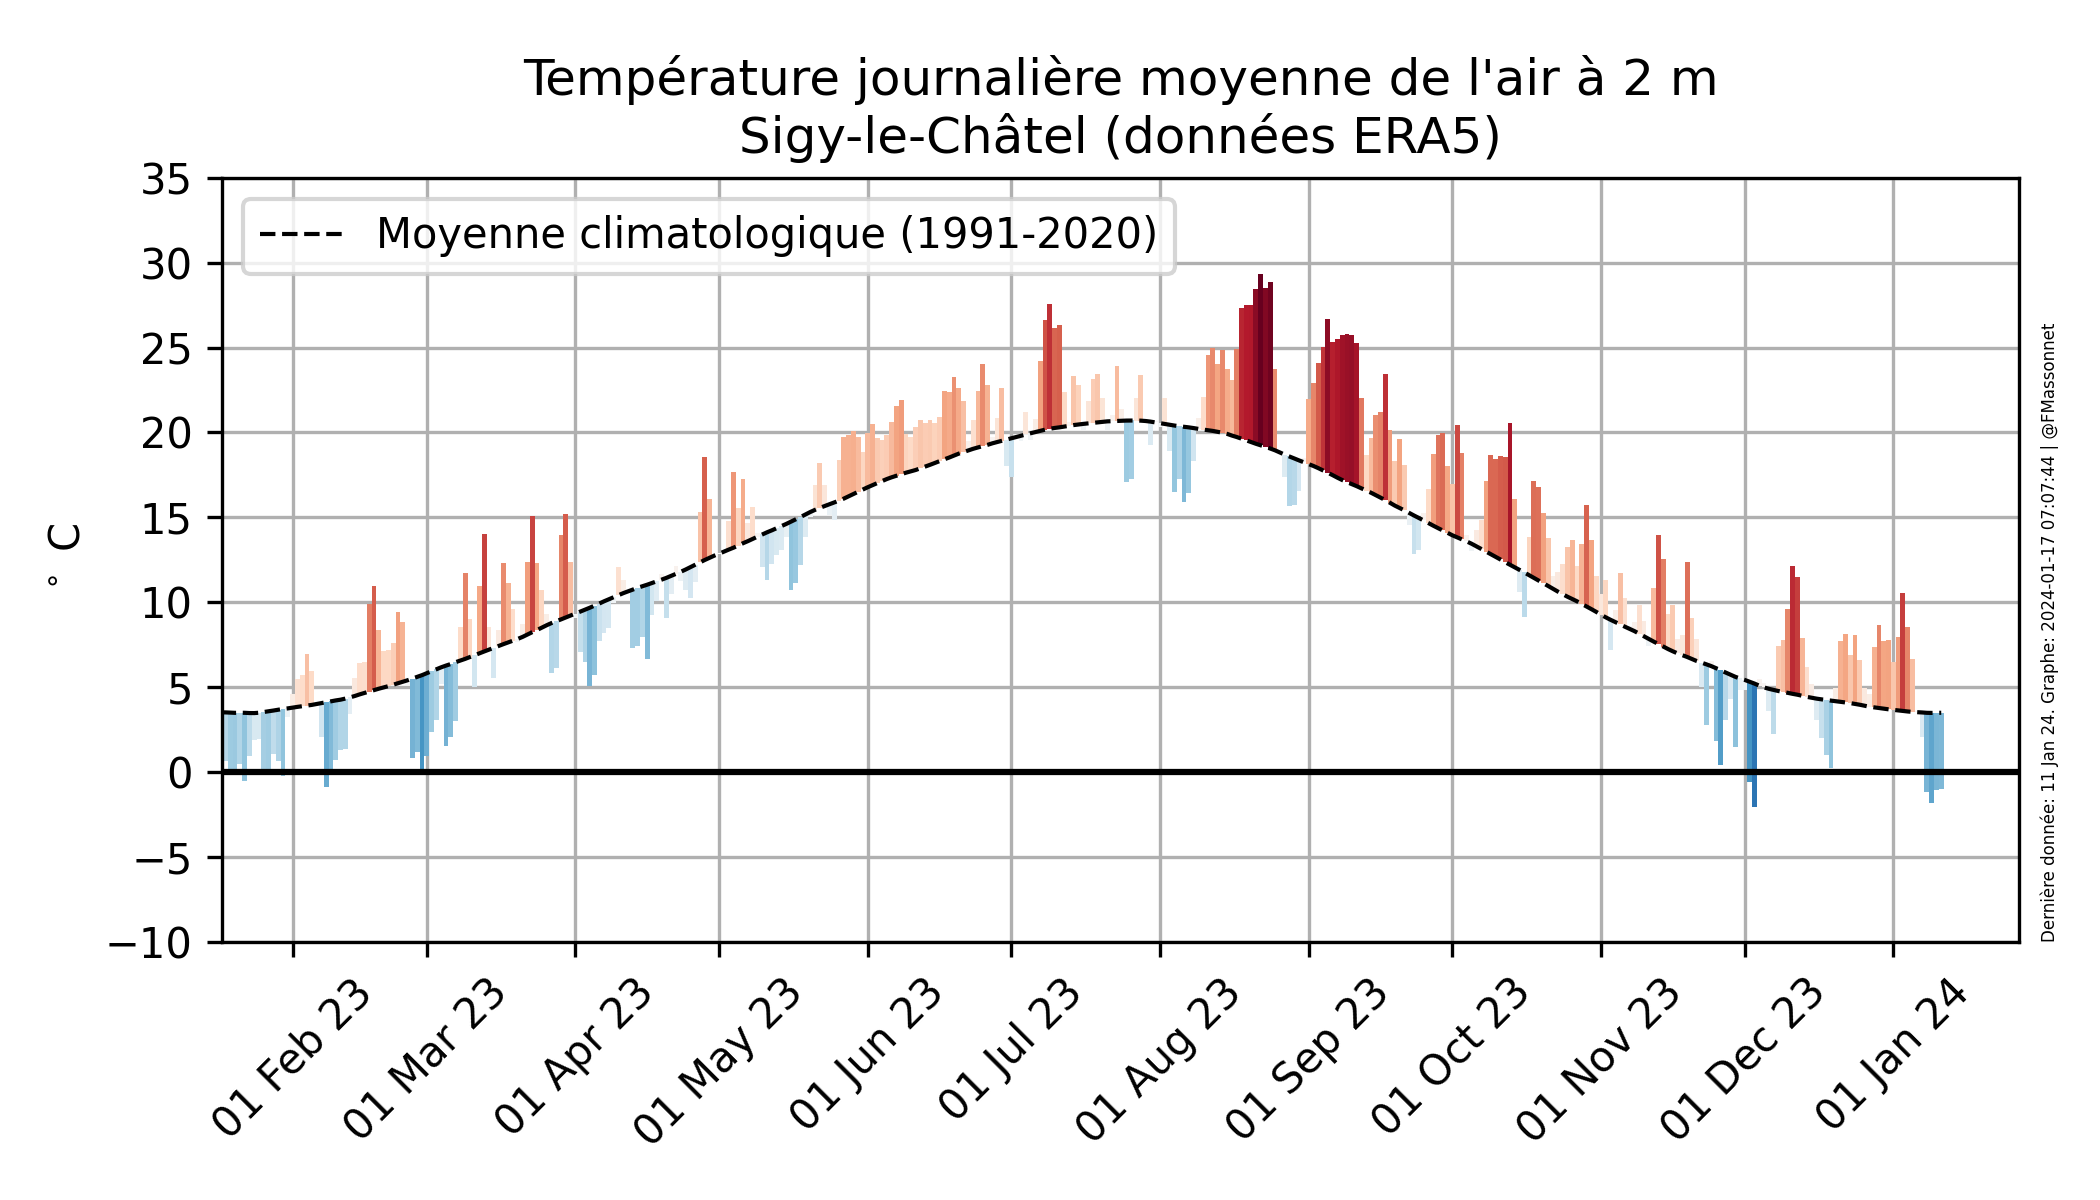 Température journalière moyenne de l'air à 2 m
Sigy-le-Châtel (données ERA5)
Moyenne climatologique (1991-2020)
° C
35
30
25
20
15
10
5
0
−5
−10
01 Feb 23
01 Mar 23
01 Apr 23
01 May 23
01 Jun 23
01 Jul 23
01 Aug 23
01 Sep 23
01 Oct 23
01 Nov 23
01 Dec 23
01 Jan 24
Dernière donnée: 11 Jan 24. Graphe: 2024-01-17 07:07:44 | @FMassonnet